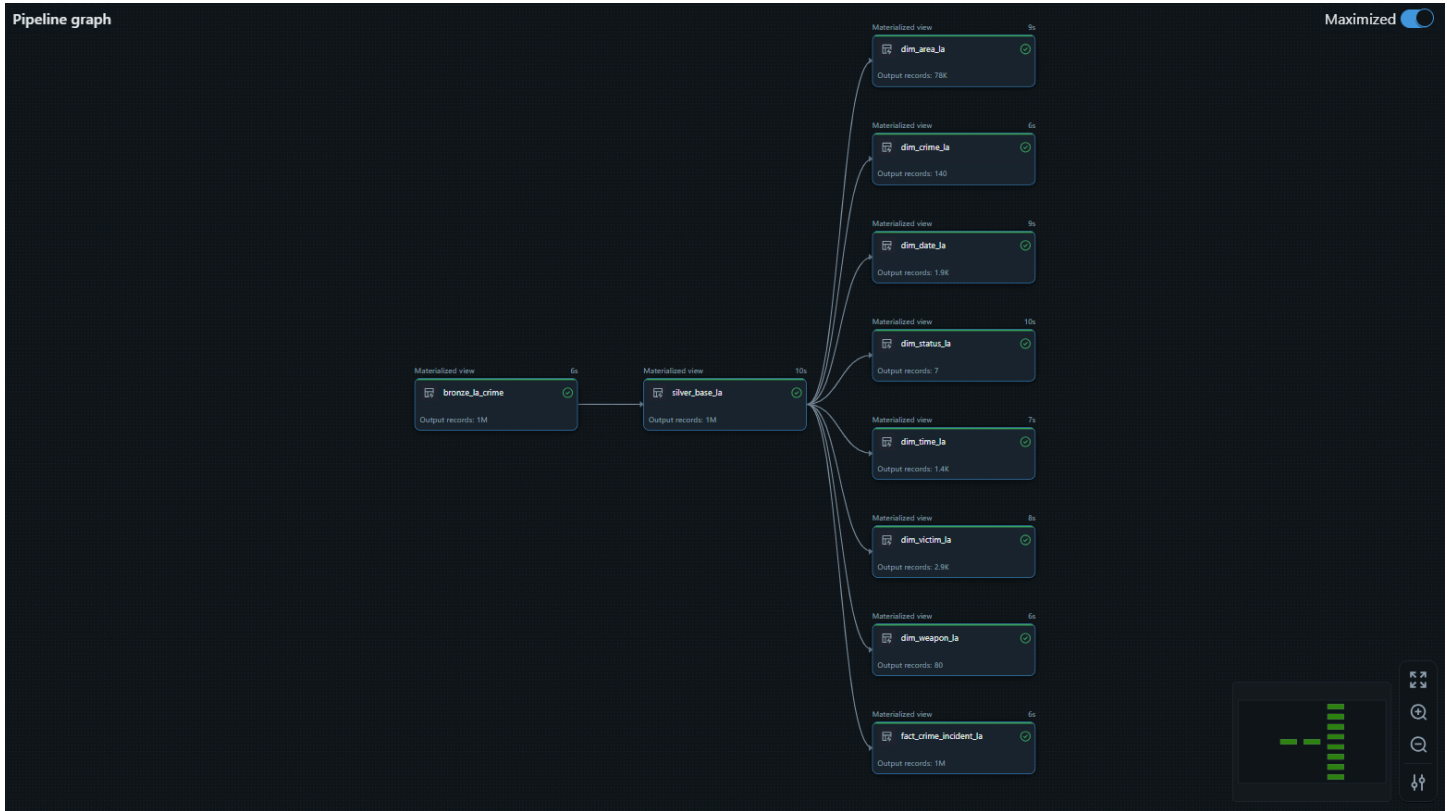 Pipeline graph
Maximized
Materialized view 9s
dim_area_la
Output records: 78K
Materialized view 6s
dim_crime_la
Output records: 140
Materialized view 9s
dim_date_la
Output records: 1.9K
Materialized view 10s
dim_status_la
Output records: 7
Materialized view 6s
bronze_la_crime
Output records: 1M
Materialized view 10s
silver_base_la
Output records: 1M
Materialized view 7s
dim_time_la
Output records: 1.4K
Materialized view 8s
dim_victim_la
Output records: 2.9K
Materialized view 6s
dim_weapon_la
Output records: 80
Materialized view 6s
fact_crime_incident_la
Output records: 1M